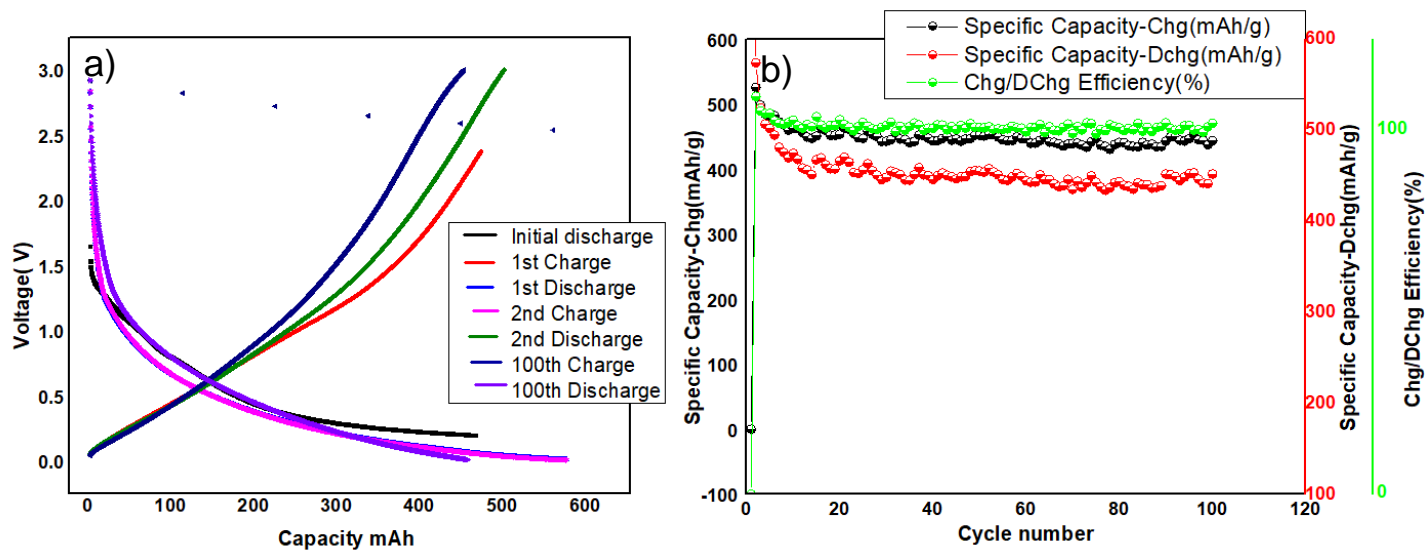 a)
3.0
2.5
2.0
1.5
1.0
0.5
0.0
Voltage( V)
0 100 200 300 400 500 600
Capacity mAh
Initial discharge
1st Charge
1st Discharge
2nd Charge
2nd Discharge
100th Charge
100th Discharge
b)
Specific Capacity-Chg(mAh/g)
Specific Capacity-Dchg(mAh/g)
Chg/DChg Efficiency(%)
600
500
400
300
200
100
0
-100
Specific Capacity-Chg(mAh/g)
0 20 40 60 80 100 120
Cycle number
600
500
400
300
200
100
Specific Capacity-Dchg(mAh/g)
100
0
Chg/DChg Efficiency(%)